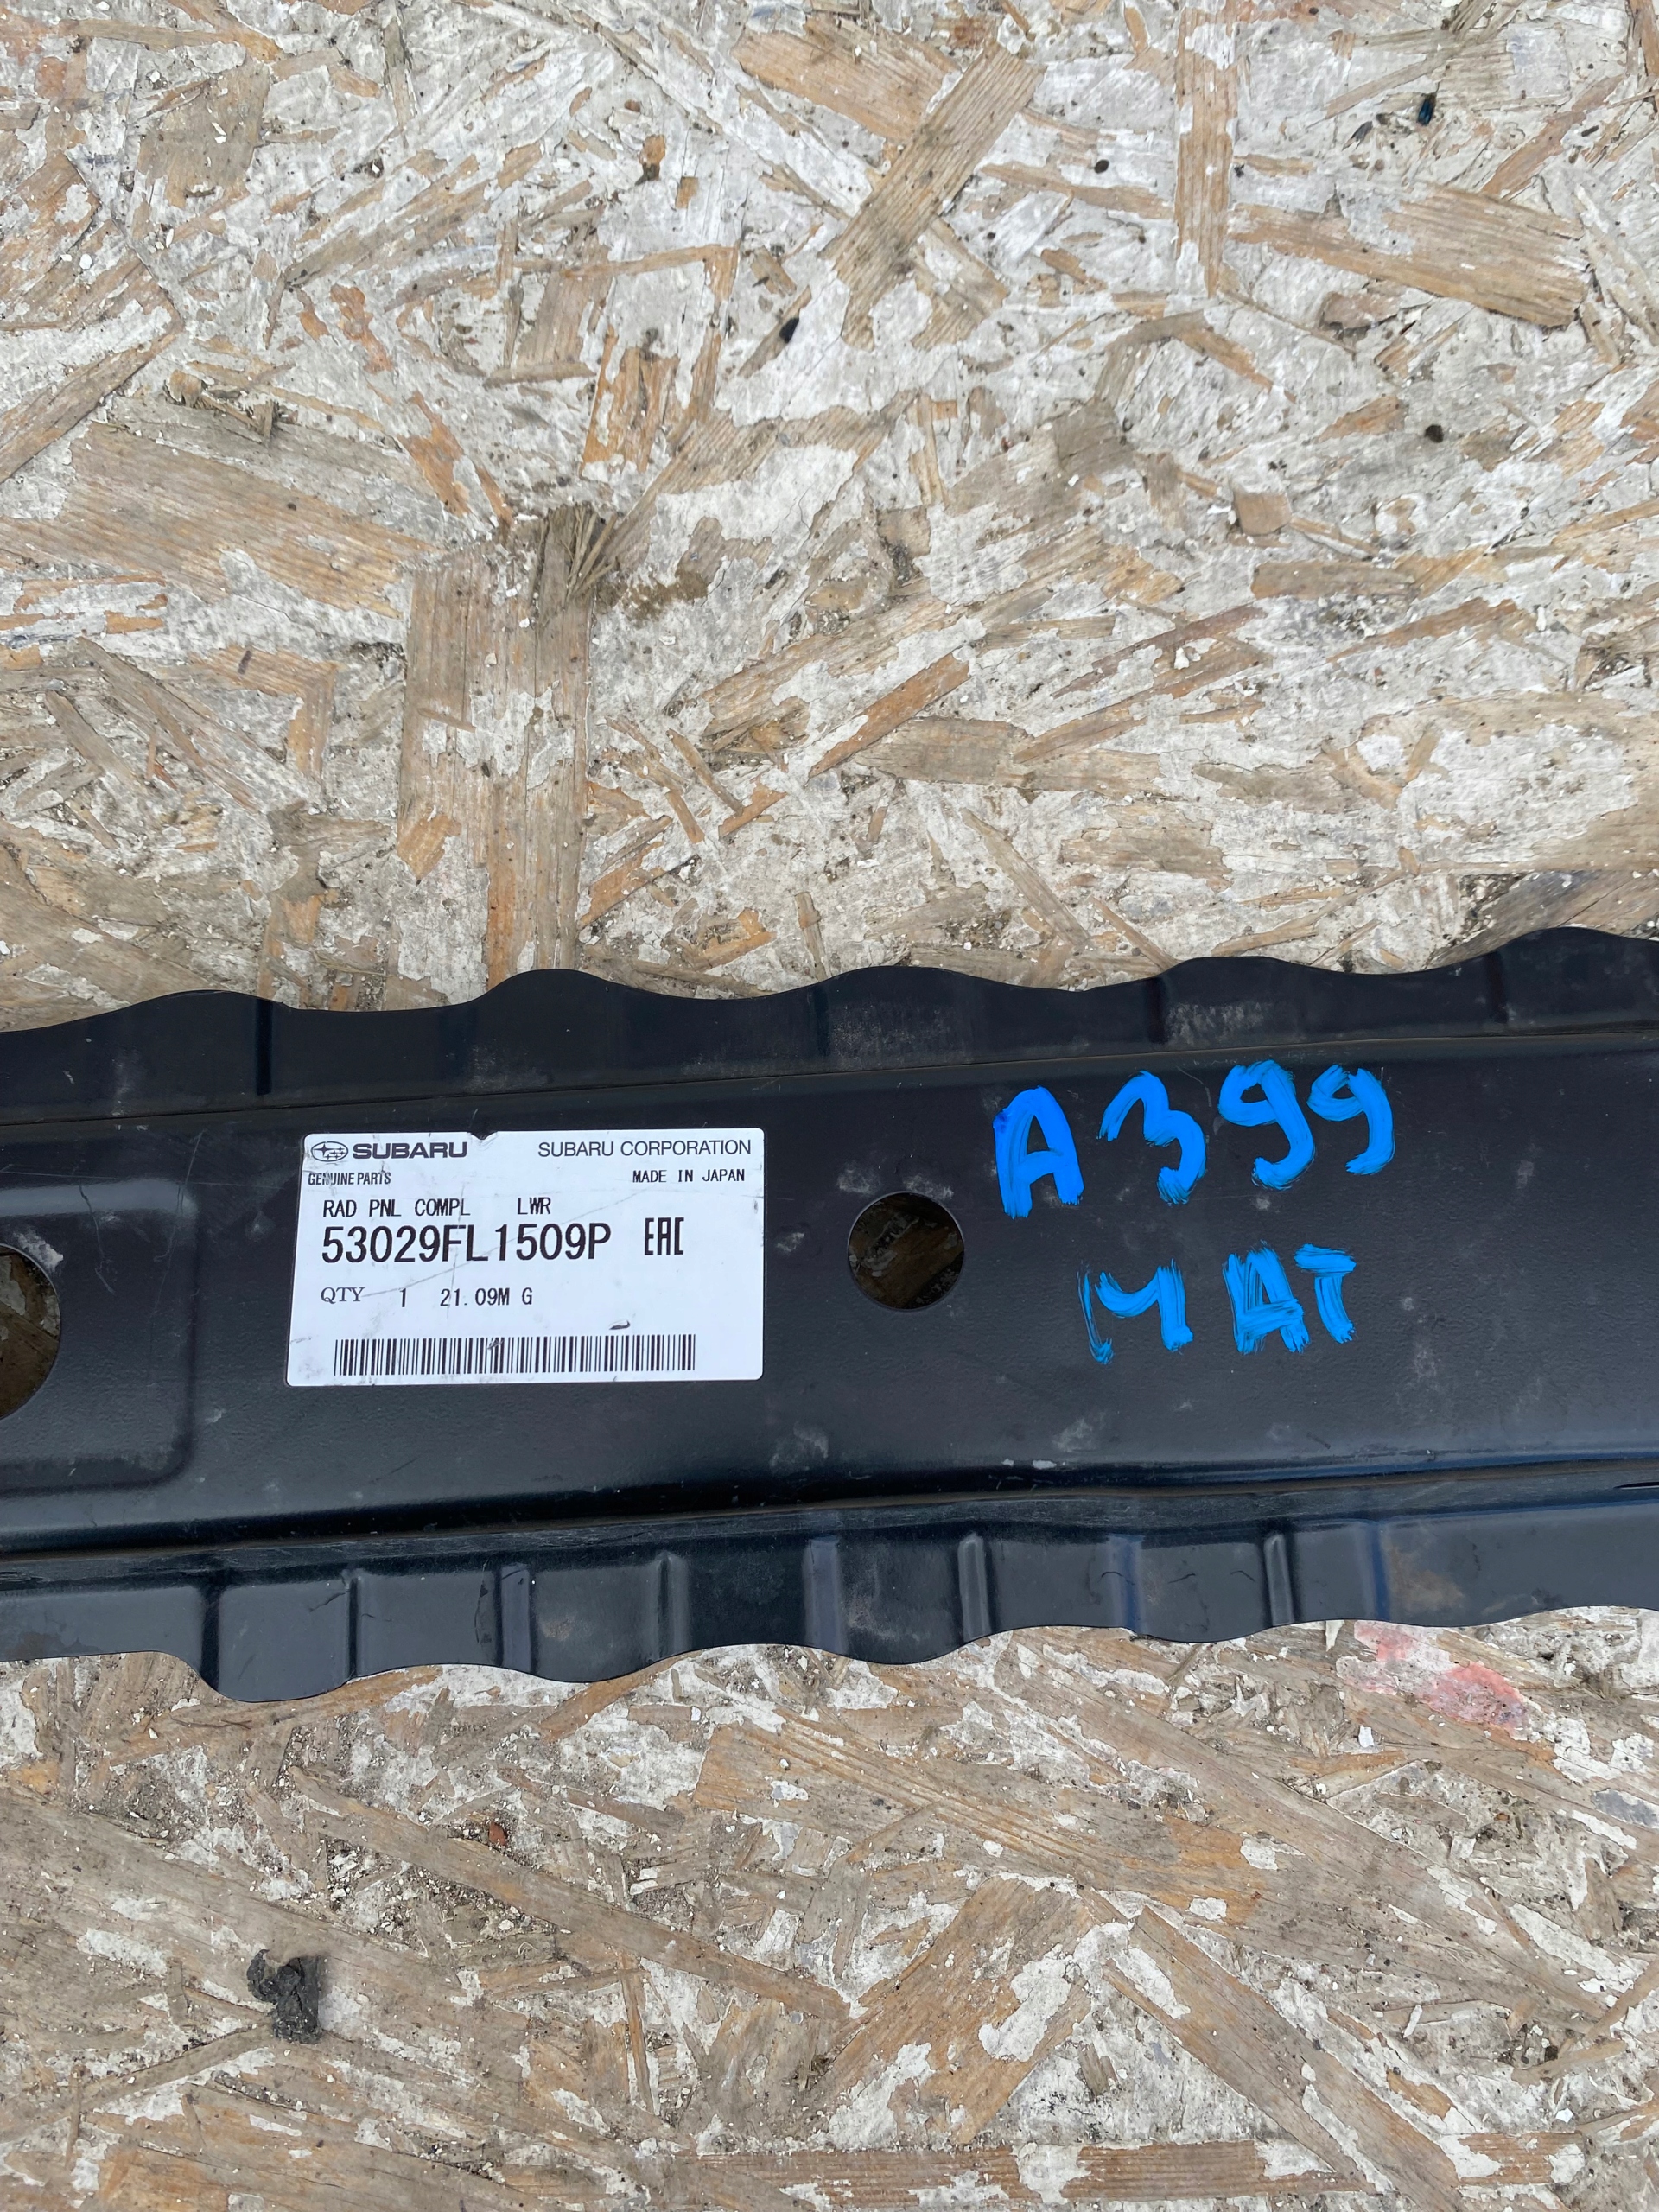 SUBARU SUBARU CORPORATION
GENUINE PARTS MADE IN JAPAN
RAD PNL COMPL LWR
53029FL1509P EAC
QTY 1 21.09M G
A399
MAT